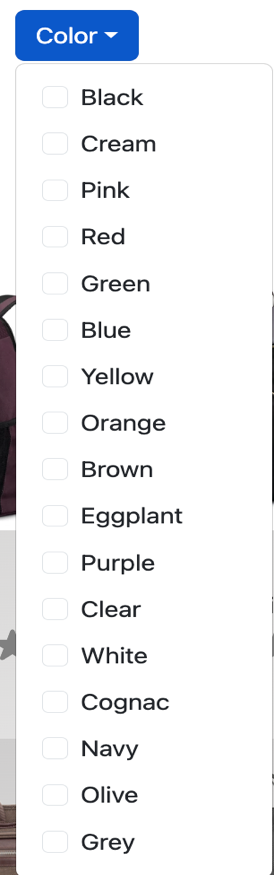 Color
Black
Cream
Pink
Red
Green
Blue
Yellow
Orange
Brown
Eggplant
Purple
Clear
White
Cognac
Navy
Olive
Grey